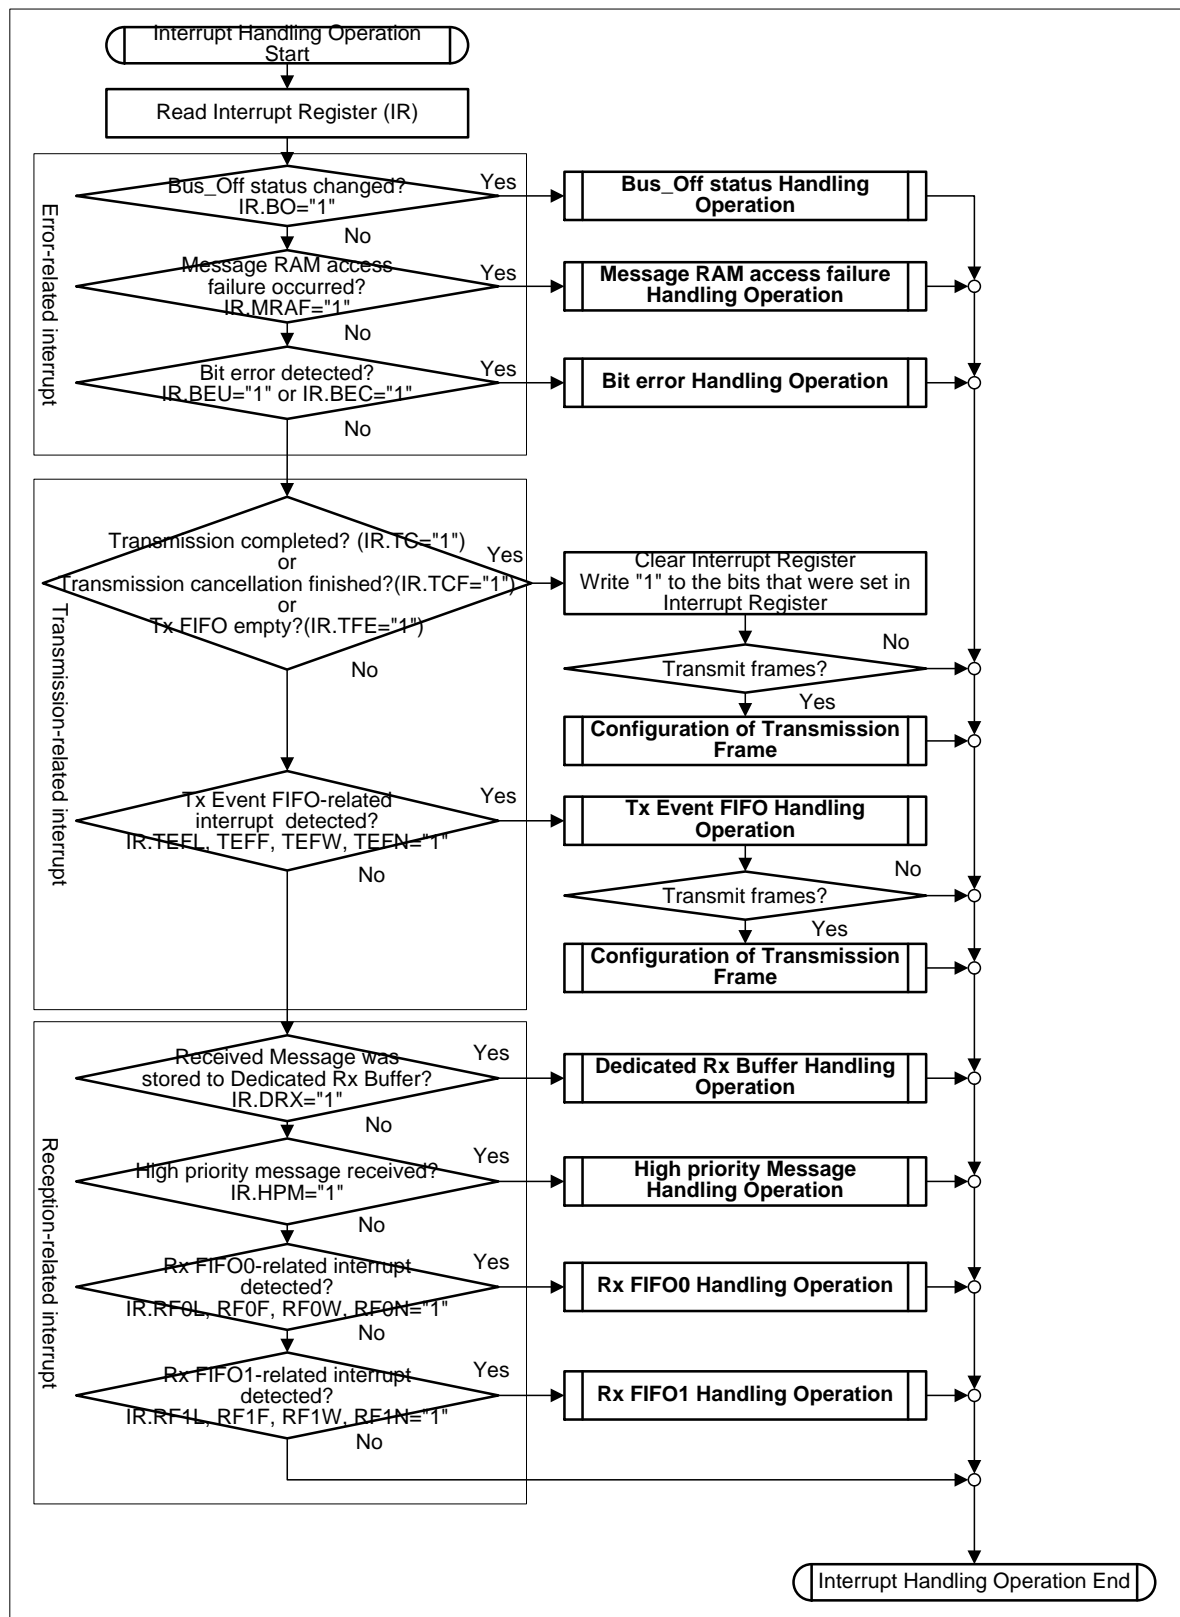 Interrupt Handling Operation
Start
Read Interrupt Register (IR)
Error-related interrupt
Bus_Off status changed?
IR.BO="1"
Yes
No
Bus_Off status Handling
Operation
Message RAM access
failure occurred?
IR.MRAF="1"
Yes
No
Message RAM access failure
Handling Operation
Bit error detected?
IR.BEU="1" or IR.BEC="1"
Yes
No
Bit error Handling Operation
Transmission-related interrupt
Transmission completed? (IR.TC="1")
or
Transmission cancellation finished?(IR.TCF="1")
or
Tx FIFO empty?(IR.TFE="1")
Yes
No
Clear Interrupt Register
Write "1" to the bits that were set in
Interrupt Register
Transmit frames?
No
Yes
Configuration of Transmission
Frame
Tx Event FIFO-related
interrupt detected?
IR.TEFL, TEFF, TEFW, TEFN="1"
Yes
No
Tx Event FIFO Handling
Operation
Transmit frames?
No
Yes
Configuration of Transmission
Frame
Reception-related interrupt
Received Message was
stored to Dedicated Rx Buffer?
IR.DRX="1"
Yes
No
Dedicated Rx Buffer Handling
Operation
High priority message received?
IR.HPM="1"
Yes
No
High priority Message
Handling Operation
Rx FIFO0-related interrupt
detected?
IR.RF0L, RF0F, RF0W, RF0N="1"
Yes
No
Rx FIFO0 Handling Operation
Rx FIFO1-related interrupt
detected?
IR.RF1L, RF1F, RF1W, RF1N="1"
Yes
No
Rx FIFO1 Handling Operation
Interrupt Handling Operation End